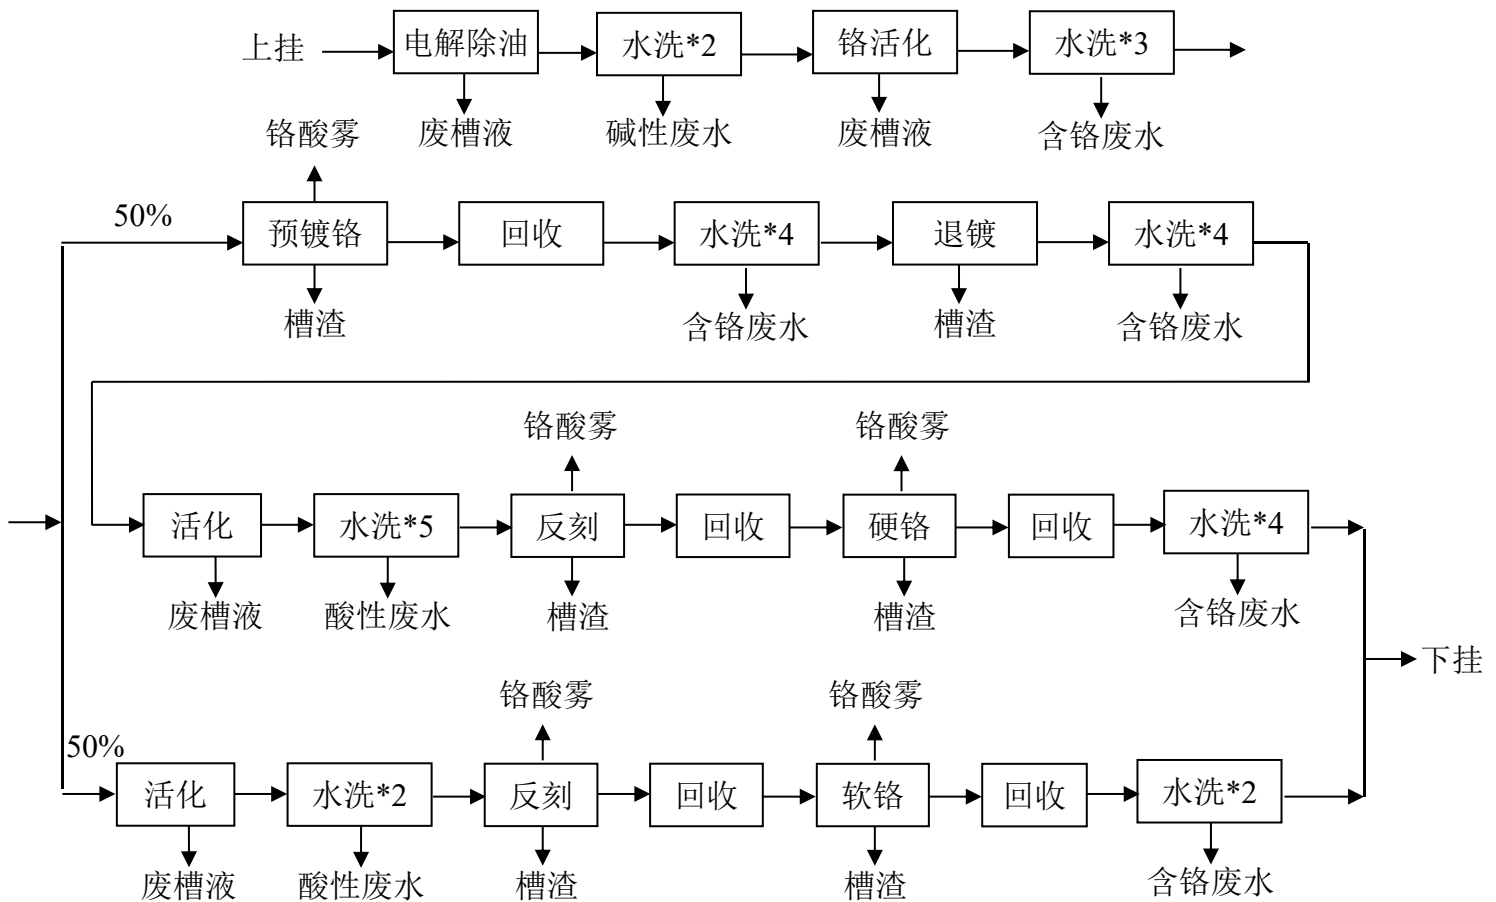 上挂 电解除油 水洗*2 铬活化 水洗*3
铬酸雾 废槽液 碱性废水 废槽液 含铬废水
50% 预镀铬 回收 水洗*4 退镀 水洗*4
槽渣 含铬废水 槽渣 含铬废水
铬酸雾 铬酸雾
活化 水洗*5 反刻 回收 硬铬 回收 水洗*4
废槽液 酸性废水 槽渣 槽渣 含铬废水
下挂
铬酸雾 铬酸雾
50% 活化 水洗*2 反刻 回收 软铬 回收 水洗*2
废槽液 酸性废水 槽渣 槽渣 含铬废水